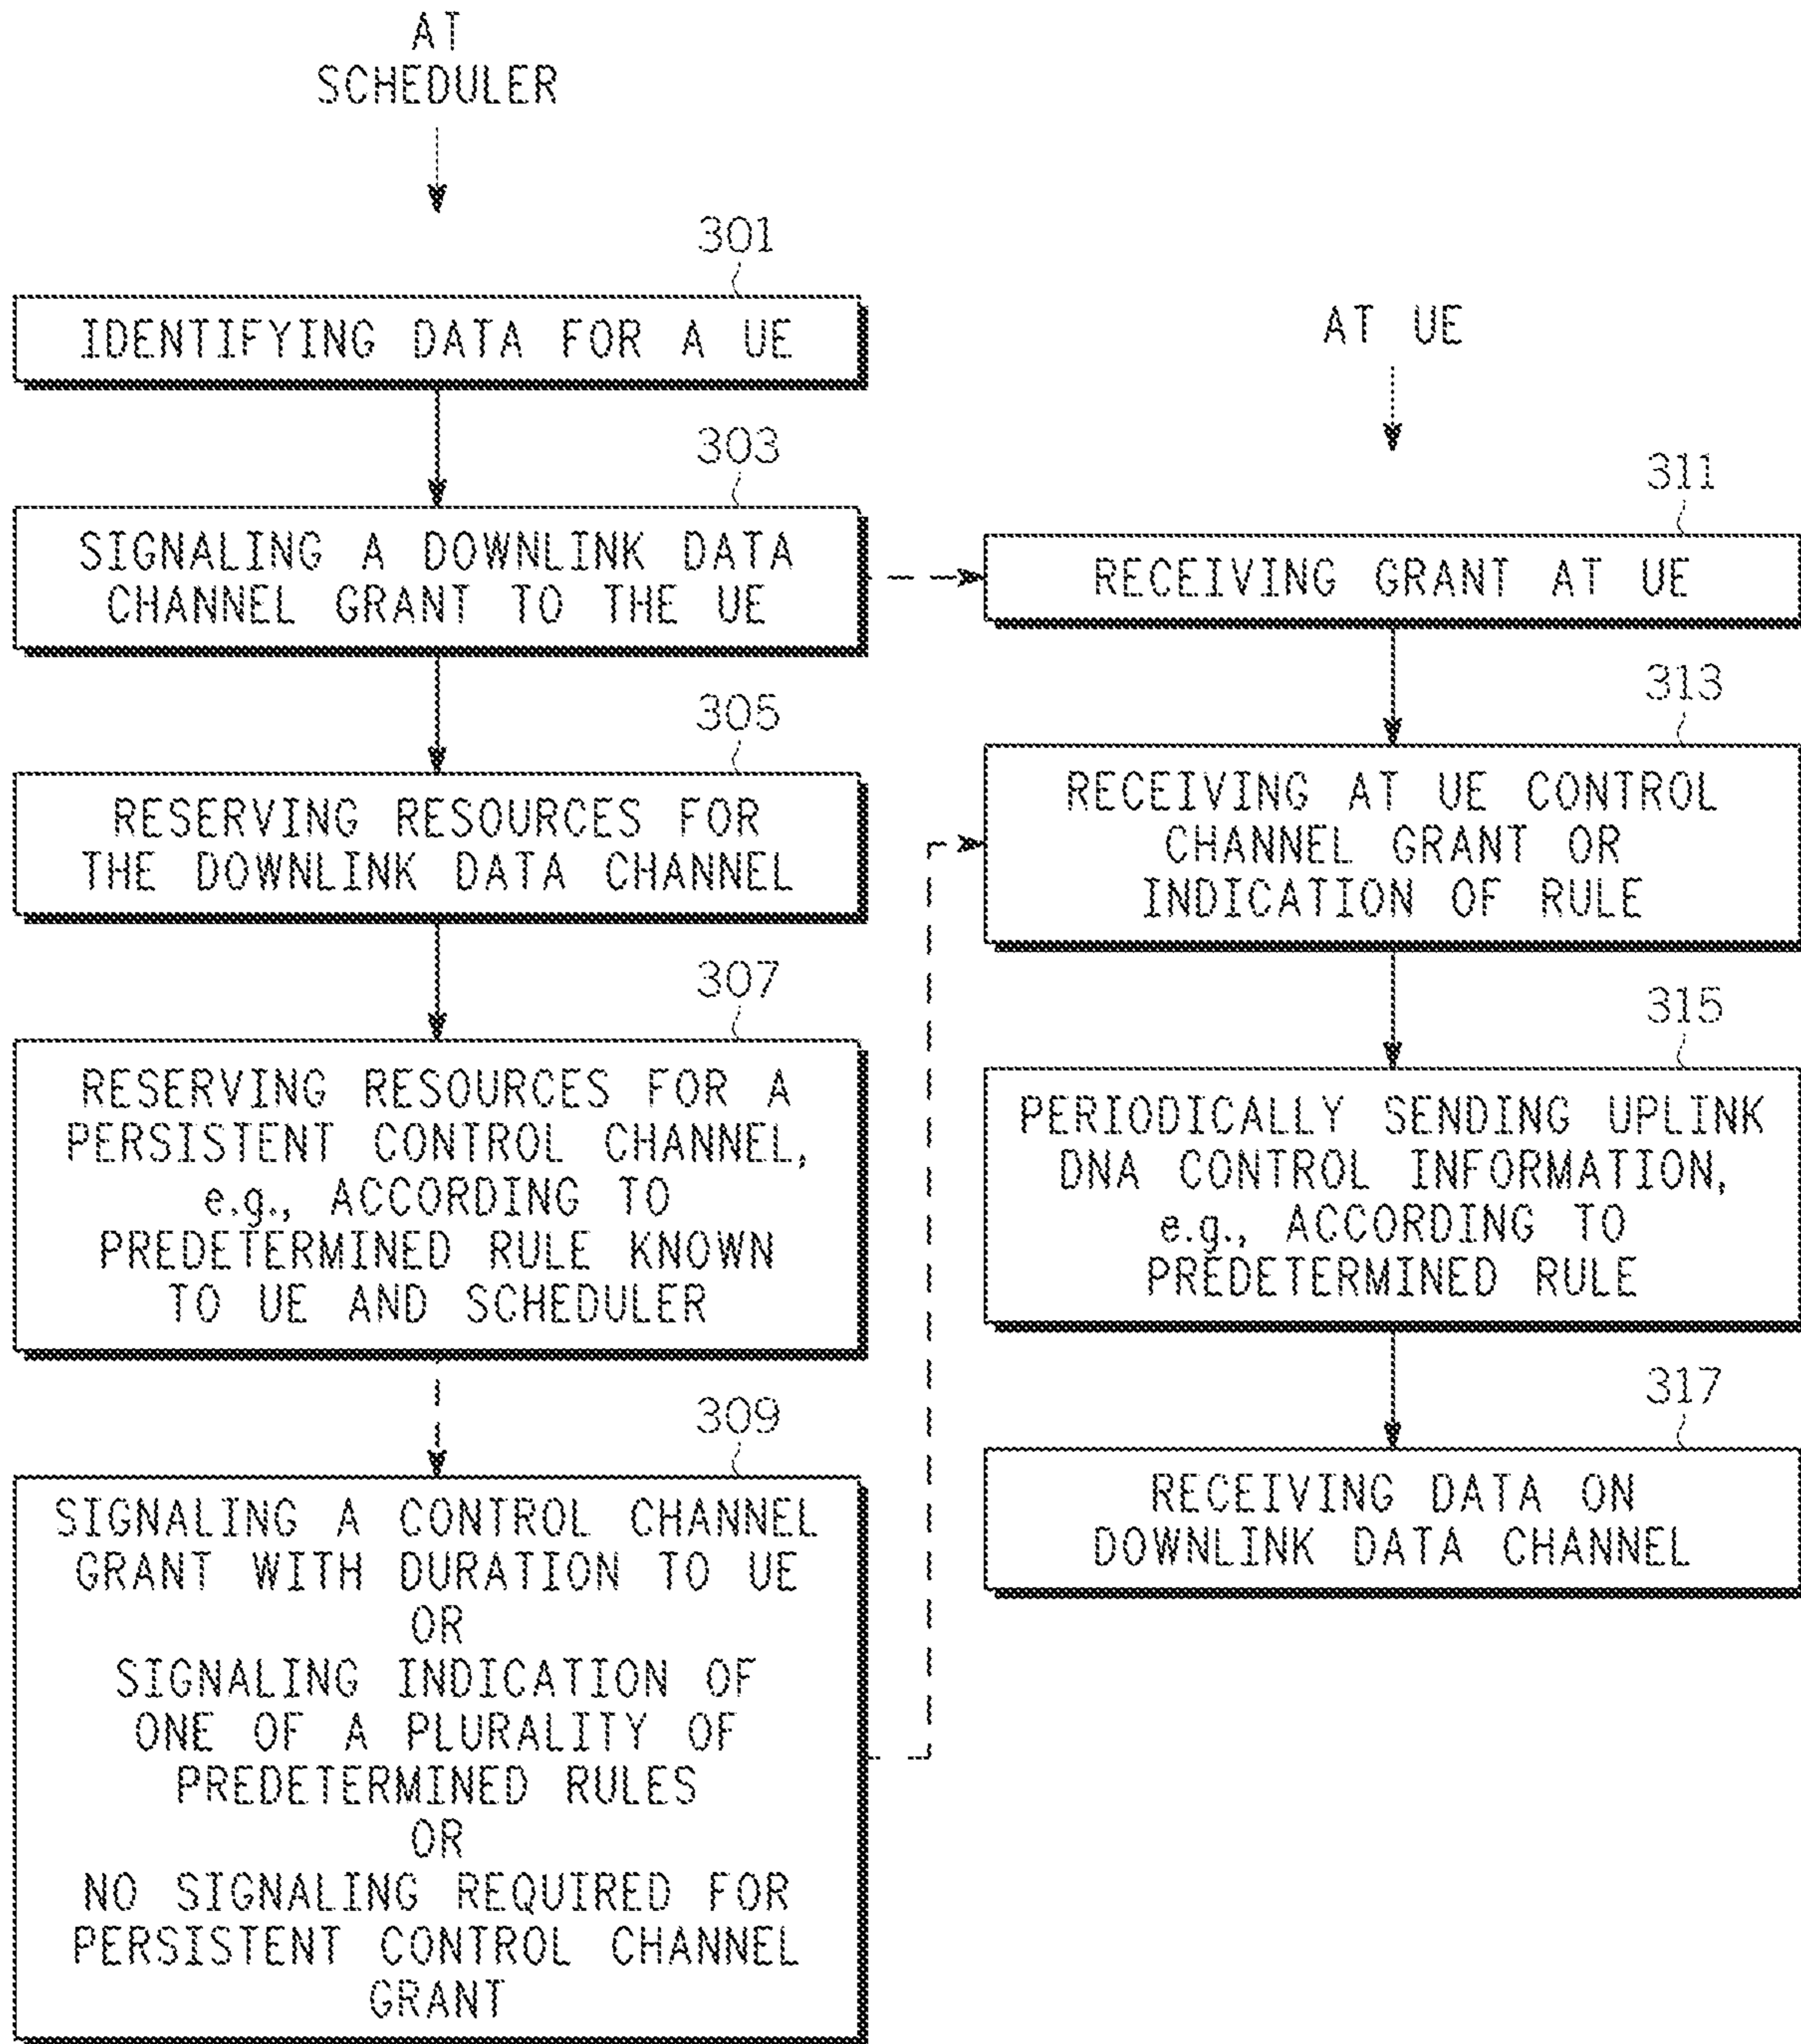 AT
SCHEDULER
301
IDENTIFYING DATA FOR A UE
303
SIGNALING A DOWNLINK DATA
CHANNEL GRANT TO THE UE
305
RESERVING RESOURCES FOR
THE DOWNLINK DATA CHANNEL
307
RESERVING RESOURCES FOR A
PERSISTENT CONTROL CHANNEL,
e.g., ACCORDING TO
PREDETERMINED RULE KNOWN
TO UE AND SCHEDULER
309
SIGNALING A CONTROL CHANNEL
GRANT WITH DURATION TO UE
OR
SIGNALING INDICATION OF
ONE OF A PLURALITY OF
PREDETERMINED RULES
OR
NO SIGNALING REQUIRED FOR
PERSISTENT CONTROL CHANNEL
GRANT
AT UE
311
RECEIVING GRANT AT UE
313
RECEIVING AT UE CONTROL
CHANNEL GRANT OR
INDICATION OF RULE
315
PERIODICALLY SENDING UPLINK
DNA CONTROL INFORMATION,
e.g., ACCORDING TO
PREDETERMINED RULE
317
RECEIVING DATA ON
DOWNLINK DATA CHANNEL